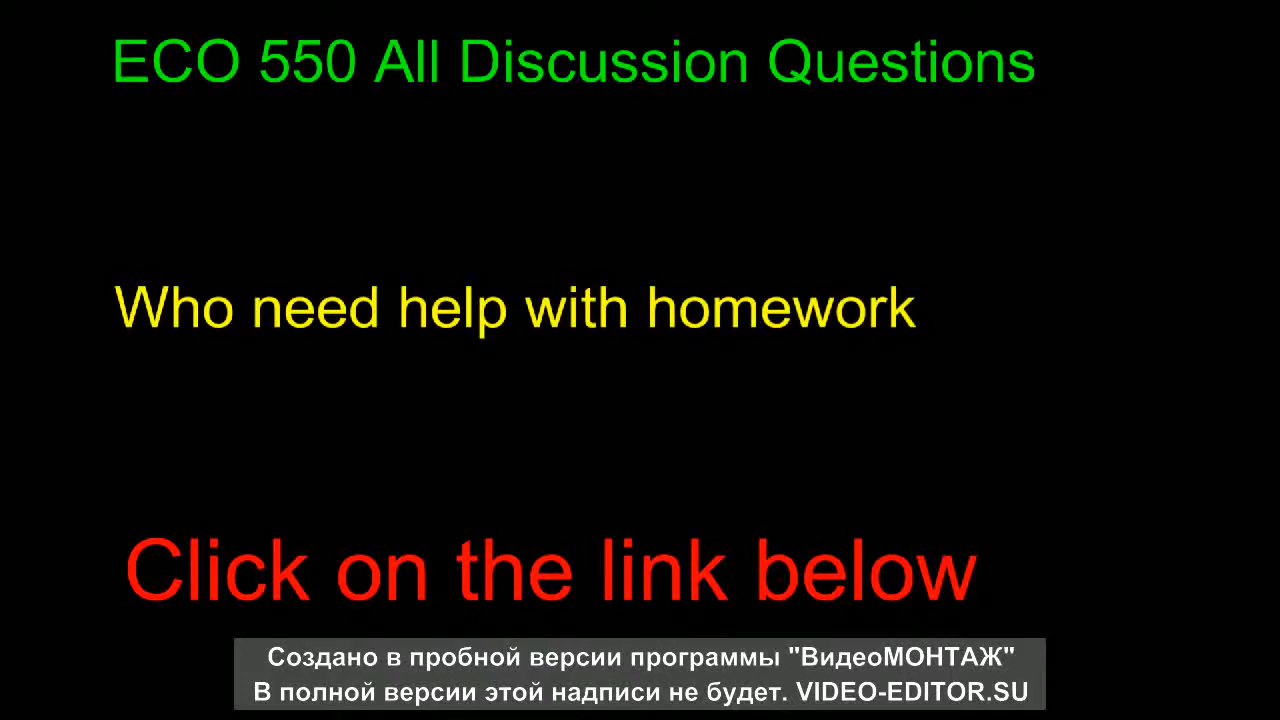 ECO 550 All Discussion Questions
Who need help with homework
Click on the link below
Создано в пробной версии программы "ВидеоМОНТАЖ"
В полной версии этой надписи не будет. VIDEO-EDITOR.SU